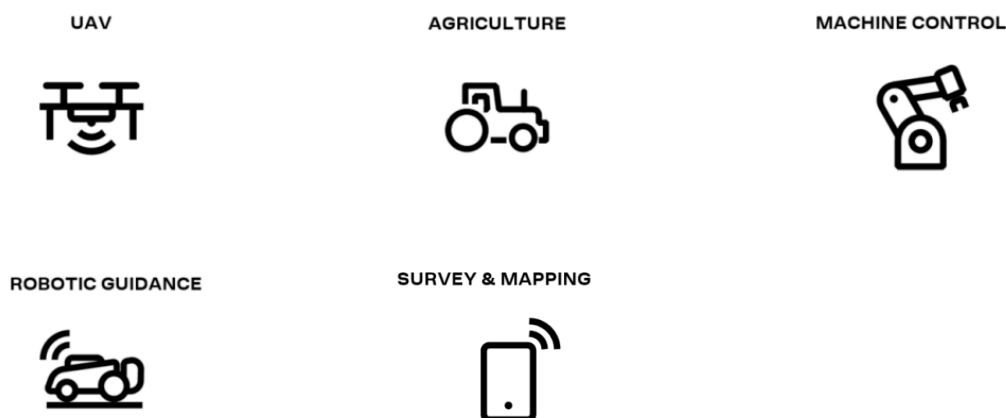 UAV
AGRICULTURE
MACHINE CONTROL
ROBOTIC GUIDANCE
SURVEY & MAPPING